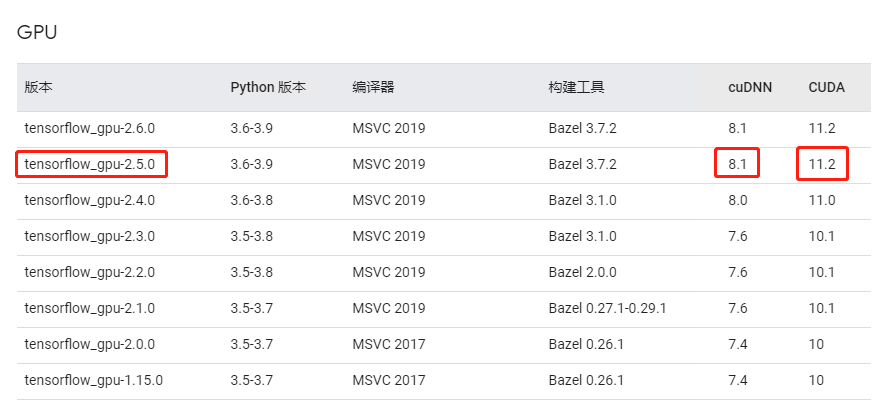 GPU
版本 Python 版本 编译器 构建工具 cuDNN CUDA
tensorflow_gpu-2.6.0 3.6-3.9 MSVC 2019 Bazel 3.7.2 8.1 11.2
tensorflow_gpu-2.5.0 3.6-3.9 MSVC 2019 Bazel 3.7.2 8.1 11.2
tensorflow_gpu-2.4.0 3.6-3.8 MSVC 2019 Bazel 3.1.0 8.0 11.0
tensorflow_gpu-2.3.0 3.5-3.8 MSVC 2019 Bazel 3.1.0 7.6 10.1
tensorflow_gpu-2.2.0 3.5-3.8 MSVC 2019 Bazel 2.0.0 7.6 10.1
tensorflow_gpu-2.1.0 3.5-3.7 MSVC 2019 Bazel 0.27.1-0.29.1 7.6 10.1
tensorflow_gpu-2.0.0 3.5-3.7 MSVC 2017 Bazel 0.26.1 7.4 10
tensorflow_gpu-1.15.0 3.5-3.7 MSVC 2017 Bazel 0.26.1 7.4 10